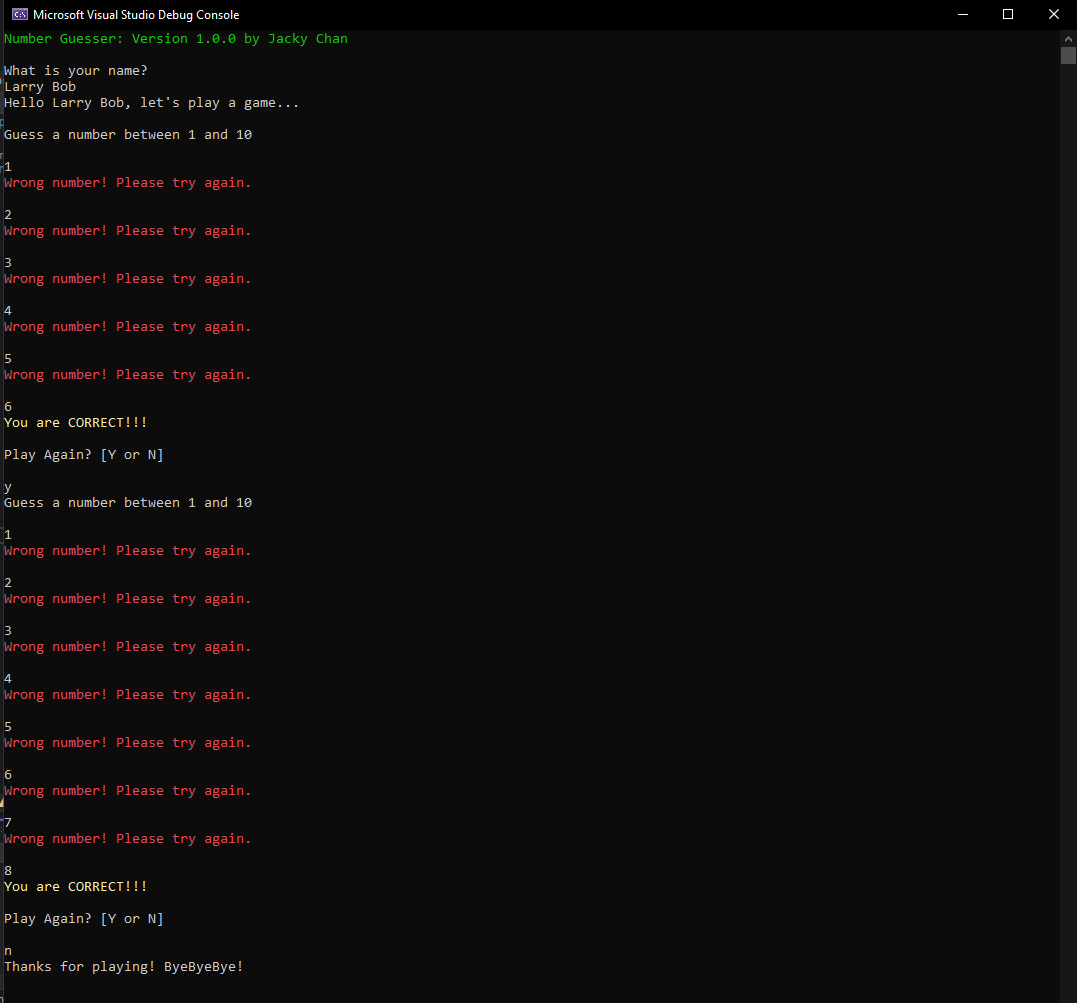 Microsoft Visual Studio Debug Console
Number Guesser: Version 1.0.0 by Jacky Chan
What is your name?
Larry Bob
Hello Larry Bob, let's play a game...
Guess a number between 1 and 10
1
Wrong number! Please try again.
2
Wrong number! Please try again.
3
Wrong number! Please try again.
4
Wrong number! Please try again.
5
Wrong number! Please try again.
6
You are CORRECT!!!
Play Again? [Y or N]
y
Guess a number between 1 and 10
1
Wrong number! Please try again.
2
Wrong number! Please try again.
3
Wrong number! Please try again.
4
Wrong number! Please try again.
5
Wrong number! Please try again.
6
Wrong number! Please try again.
7
Wrong number! Please try again.
8
You are CORRECT!!!
Play Again? [Y or N]
n
Thanks for playing! ByeByeBye!